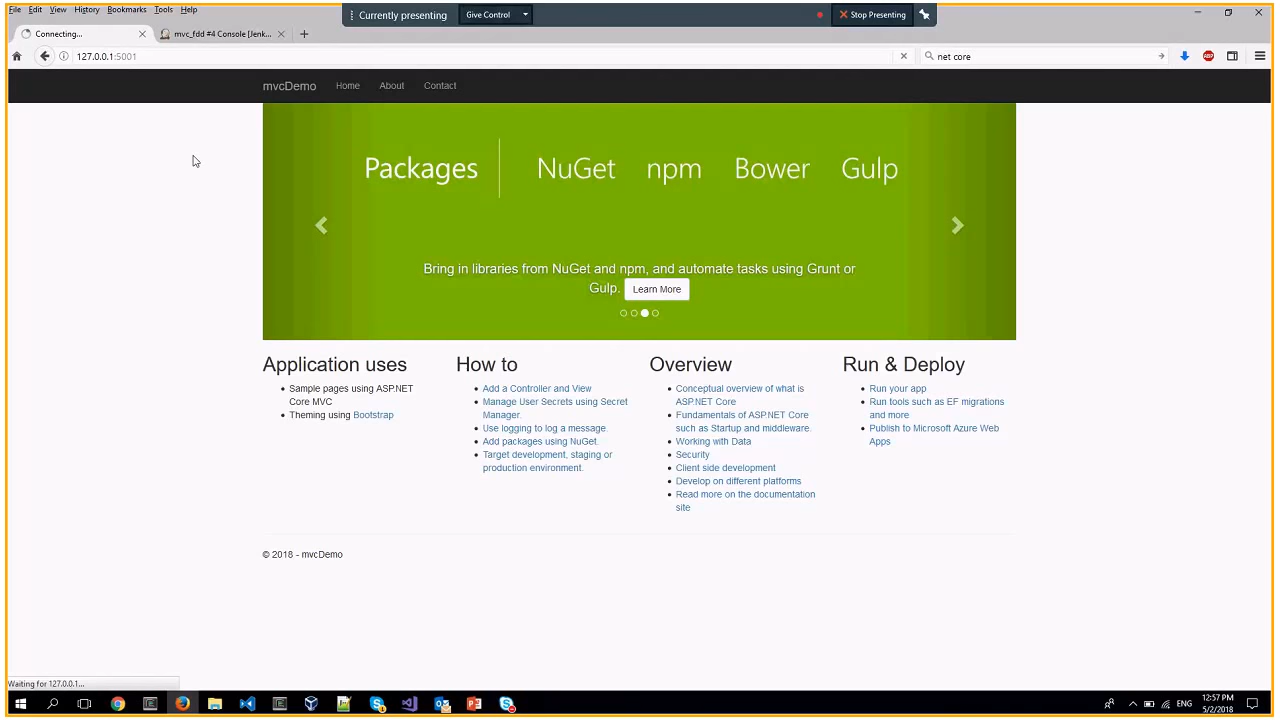 File Edit View History Bookmarks Tools Help
Currently presenting Give Control Stop Presenting
Connecting... mvc_fdd #4 Console [Jenk...
127.0.0.1:5001 net core
mvcDemo Home About Contact
Packages NuGet npm Bower Gulp
Bring in libraries from NuGet and npm, and automate tasks using Grunt or
Gulp. Learn More
Application uses
Sample pages using ASP.NET
Core MVC
Theming using Bootstrap
How to
Add a Controller and View
Manage User Secrets using Secret
Manager.
Use logging to log a message.
Add packages using NuGet.
Target development, staging or
production environment.
Overview
Conceptual overview of what is
ASP.NET Core
Fundamentals of ASP.NET Core
such as Startup and middleware.
Working with Data
Security
Client side development
Develop on different platforms
Read more on the documentation
site
Run & Deploy
Run your app
Run tools such as EF migrations
and more
Publish to Microsoft Azure Web
Apps
© 2018 - mvcDemo
Waiting for 127.0.0.1...
ENG
12:57 PM
5/2/2018